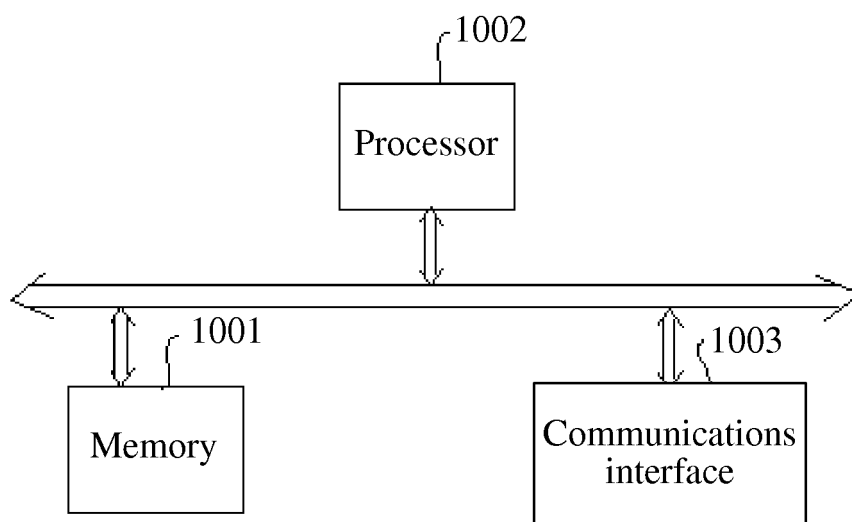 1002
Processor
1001
Memory
1003
Communications
interface